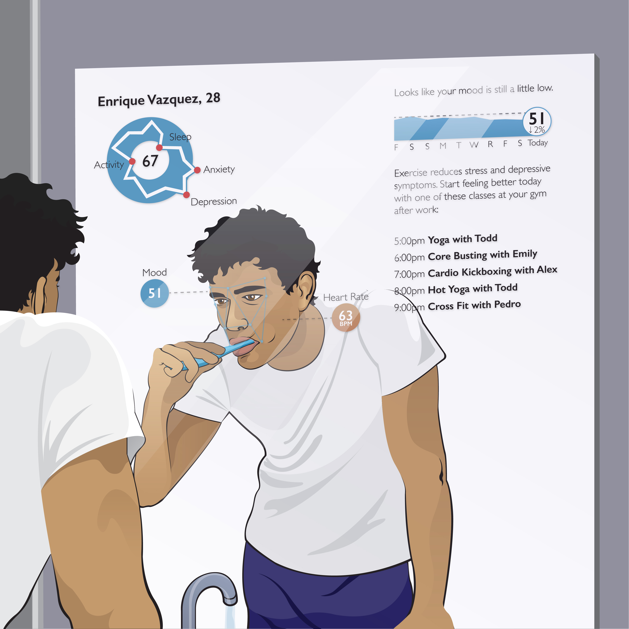 Enrique Vazquez, 28
Sleep
Activity
67
Anxiety
Depression
Looks like your mood is still a little low.
51
↓2%
F S S M T W R F S Today
Exercise reduces stress and depressive
symptoms. Start feeling better today
with one of these classes at your gym
after work:
5:00pm Yoga with Todd
6:00pm Core Busting with Emily
7:00pm Cardio Kickboxing with Alex
8:00pm Hot Yoga with Todd
9:00pm Cross Fit with Pedro
Mood
51
Heart Rate
63
BPM